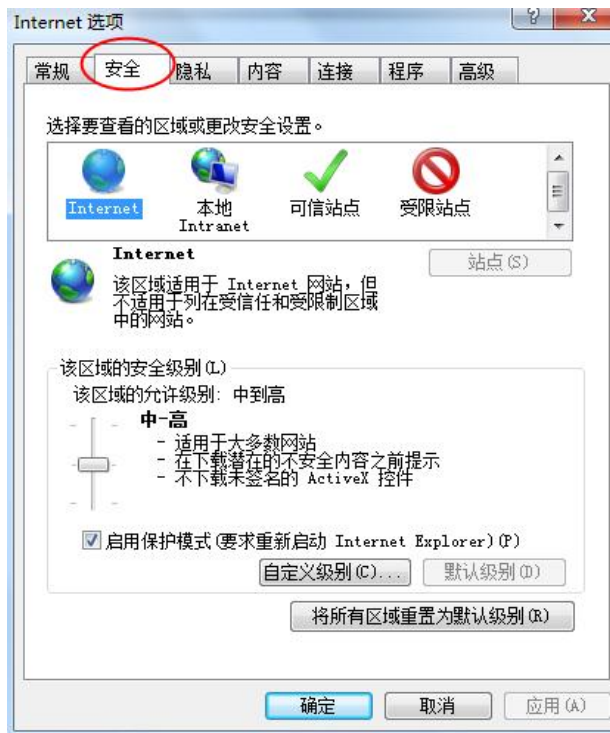 Internet 选项
常规 安全 隐私 内容 连接 程序 高级
选择要查看的区域或更改安全设置。
Internet 本地 可信站点 受限站点
Intranet
Internet 站点(S)
该区域适用于 Internet 网站，但
不适用于列在受信任和受限制区域
中的网站。
该区域的安全级别(L)
该区域的允许级别: 中到高
中-高
- 适用于大多数网站
- 在下载潜在的不安全内容之前提示
- 不下载未签名的 ActiveX 控件
启用保护模式(要求重新启动 Internet Explorer)(P)
自定义级别(C)... 默认级别(D)
将所有区域重置为默认级别(R)
确定 取消 应用(A)